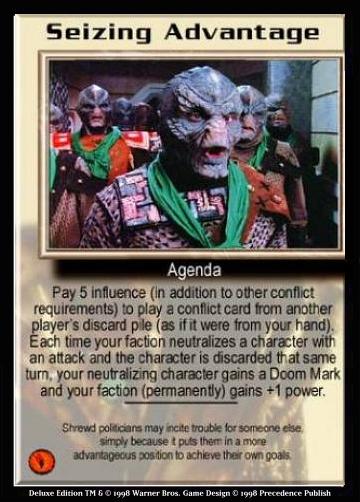 Seizing Advantage
Agenda
Pay 5 influence (in addition to other conflict
requirements) to play a conflict card from another
player's discard pile (as if it were from your hand).
Each time your faction neutralizes a character with
an attack and the character is discarded that same
turn, your neutralizing character gains a Doom Mark
and your faction (permanently) gains +1 power.
Shrewd politicians may incite trouble for someone else,
simply because it puts them in a more
advantageous position to achieve their own goals.
Deluxe Edition TM & © 1998 Warner Bros. Game Design © 1998 Precedence Publish